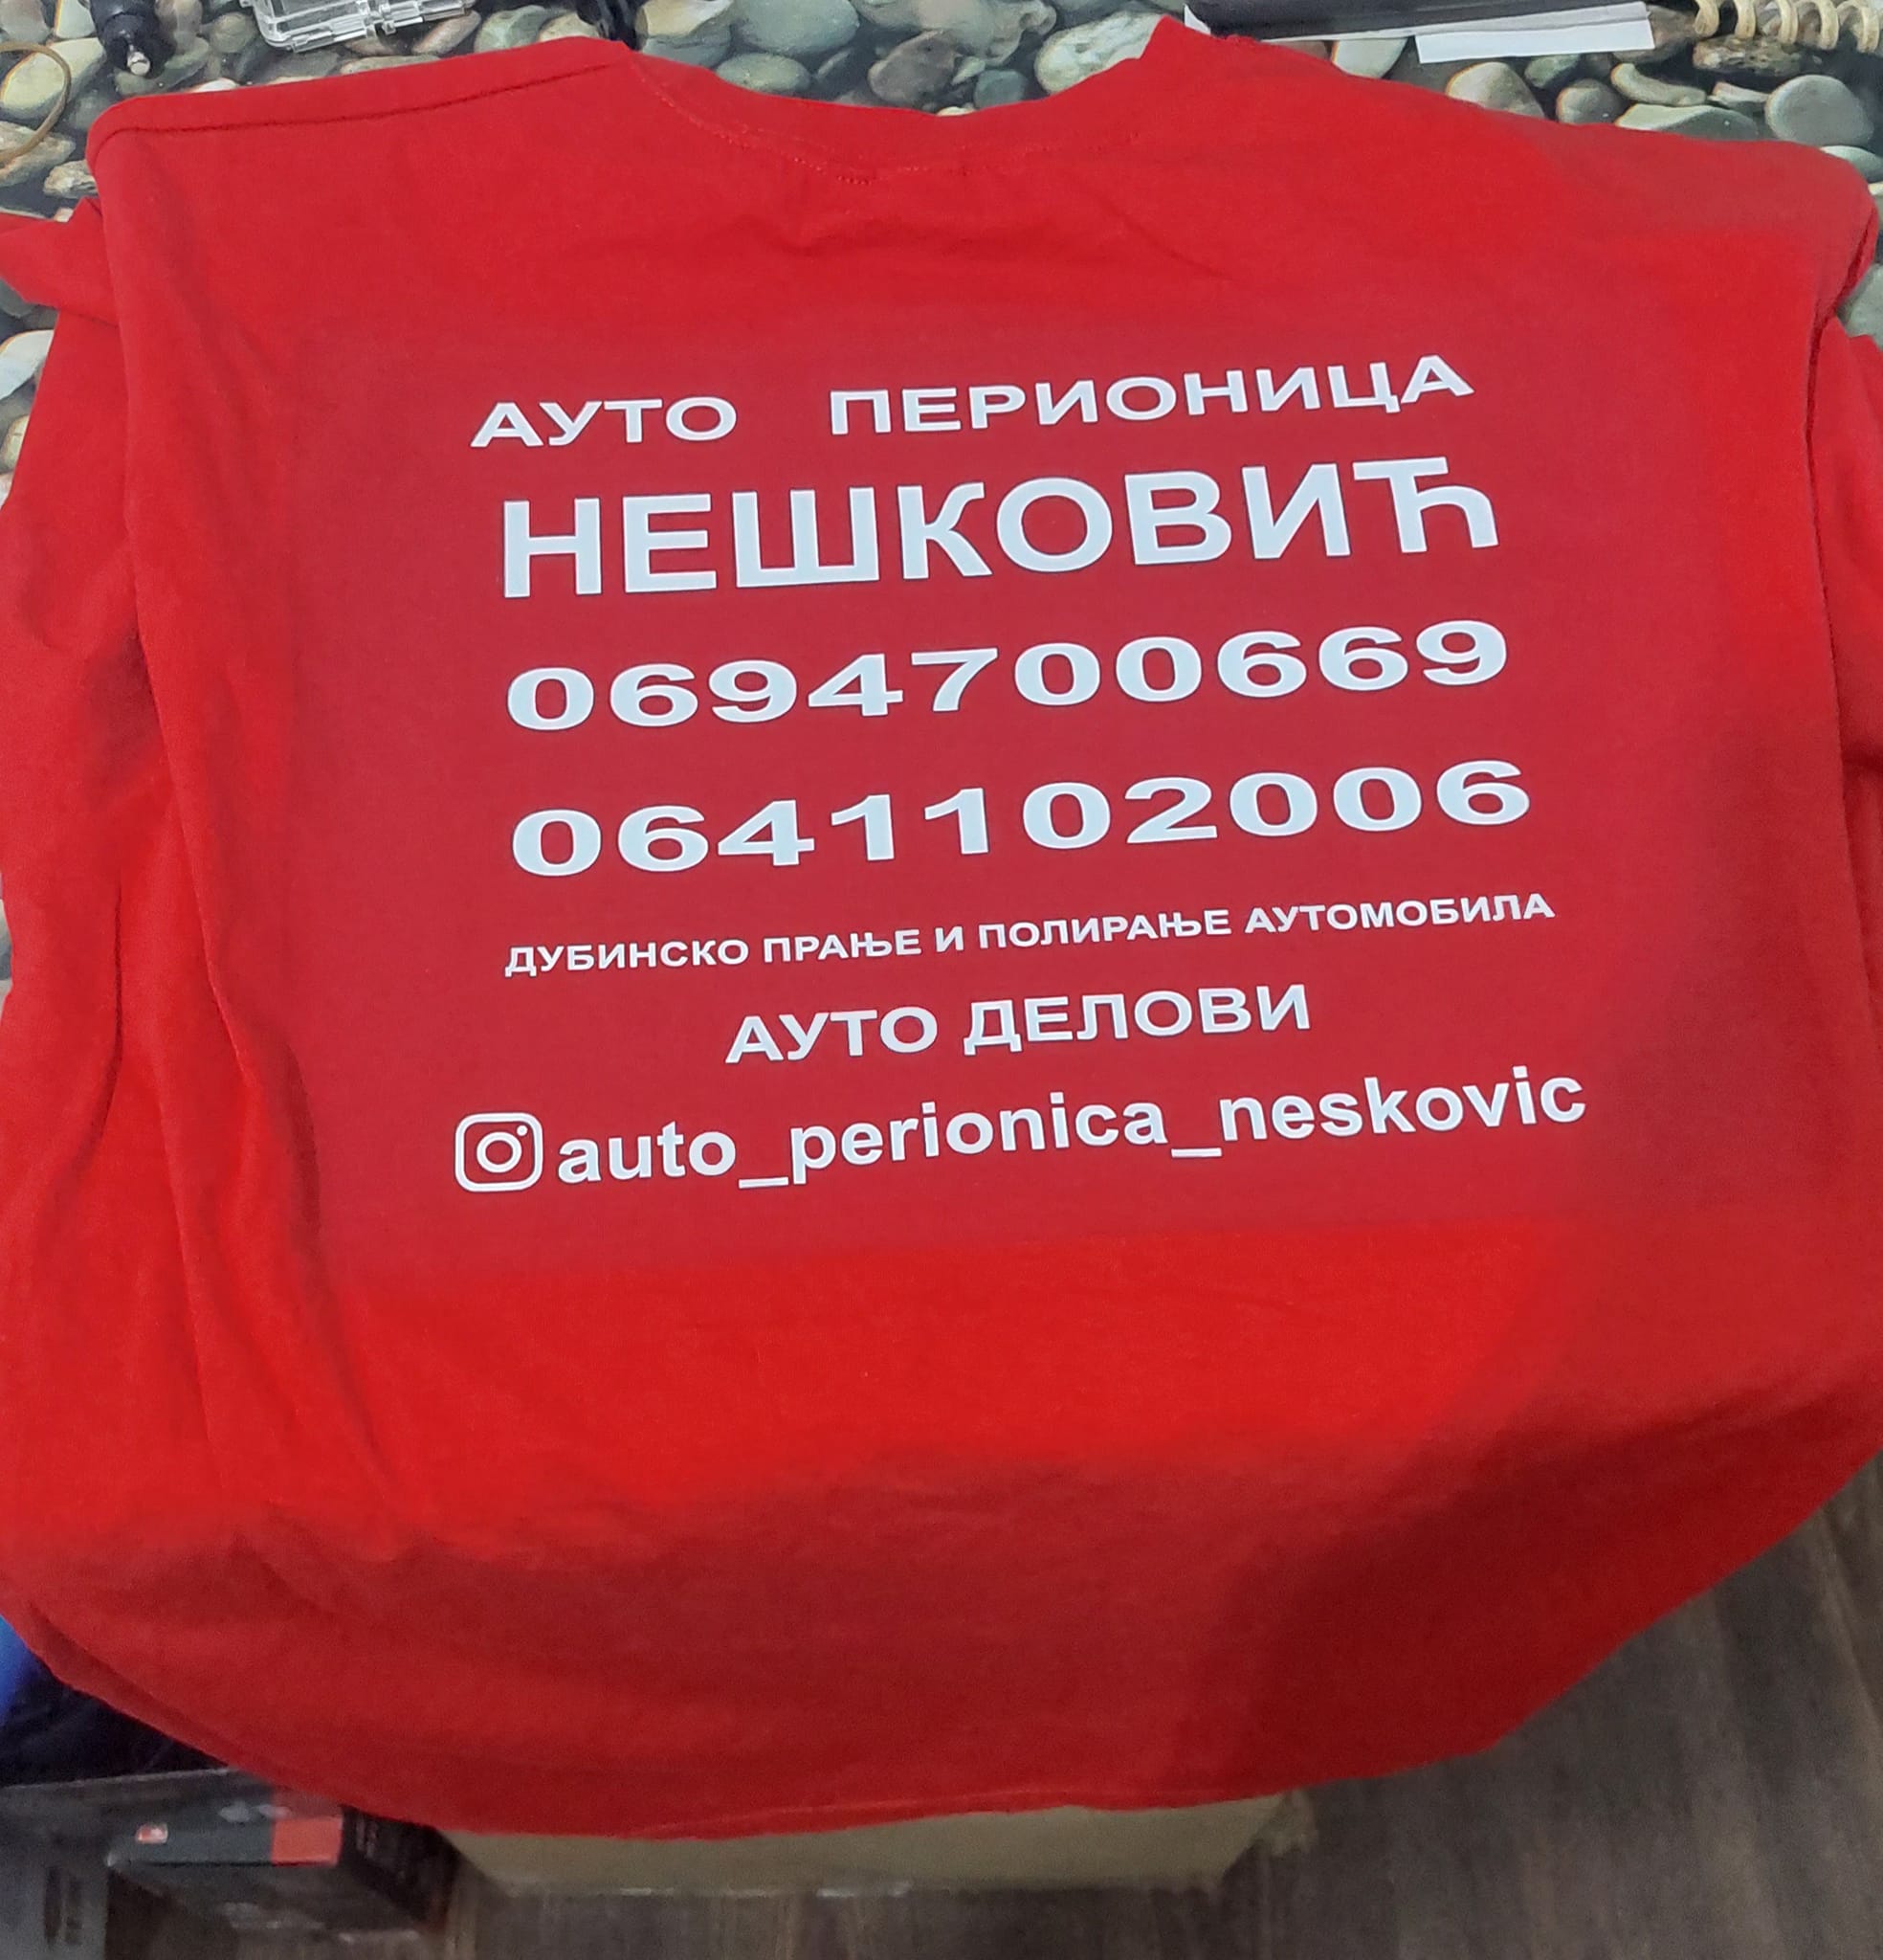 АУТО ПЕРИОНИЦА
НЕШКОВИЋ
0694700669
0641102006
ДУБИНСКО ПРАЊЕ И ПОЛИРАЊЕ АУТОМОБИЛА
АУТО ДЕЛОВИ
auto_perionica_neskovic